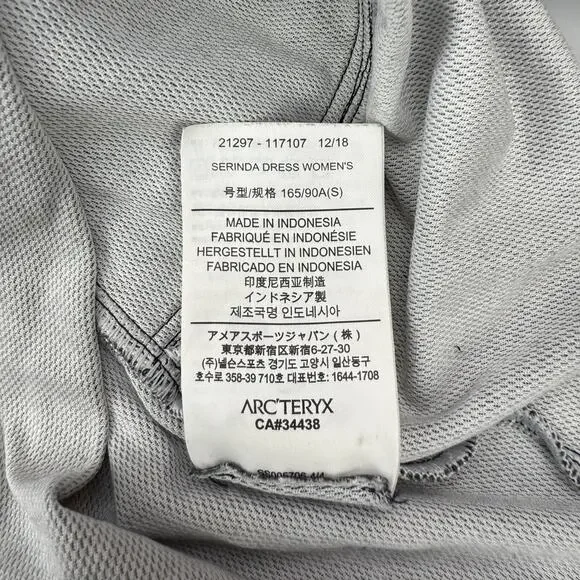 21297 - 117107 12/18
SERINDA DRESS WOMEN'S
号型/规格 165/90A(S)
MADE IN INDONESIA
FABRIQUÉ EN INDONÉSIE
HERGESTELLT IN INDONESIEN
FABRICADO EN INDONESIA
印度尼西亚制造
インドネシア製
제조국명 인도네시아
アメアスポーツジャパン(株)
東京都新宿区新宿6-27-30
(주)넬슨스포츠 경기도 고양시 일산동구
호수로 358-39 710호 대표번호: 1644-1708
ARC'TERYX
CA#34438